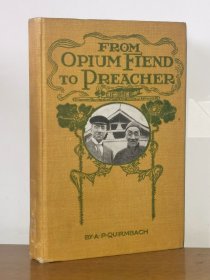 FROM
OPIUM FIEND
TO PREACHER
BY·A·P·QUIRMBACH